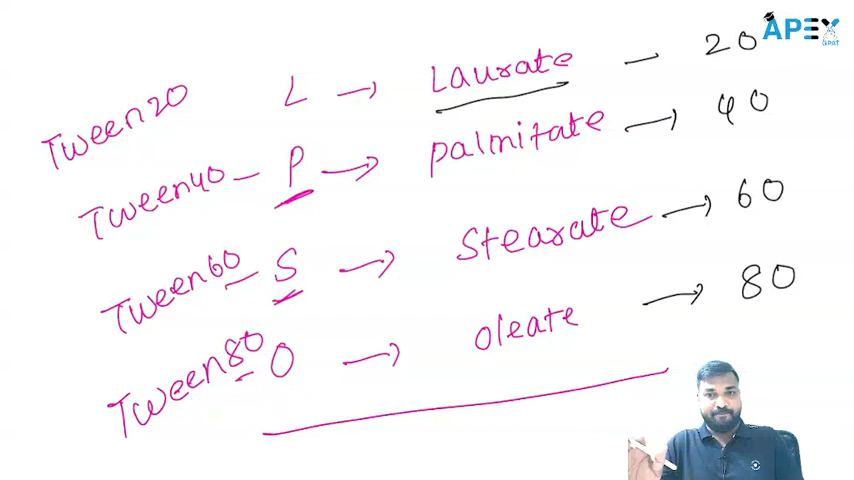 APEX
GPAT
Tween20 L → Laurate – 20
Tween40 – P → palmitate → 40
Tween60 – S → Stearate → 60
Tween80 – O → oleate → 80